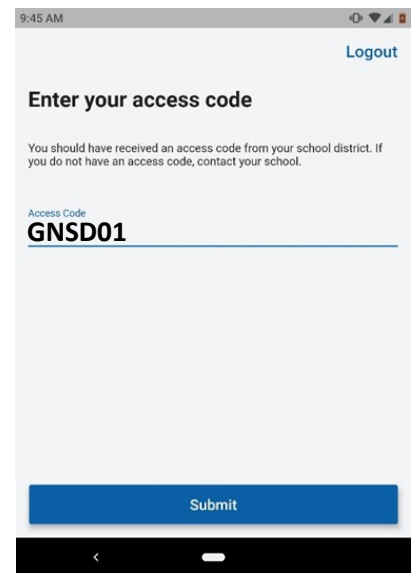 9:45 AM
Logout
Enter your access code
You should have received an access code from your school district. If
you do not have an access code, contact your school.
Access Code
GNSD01
Submit